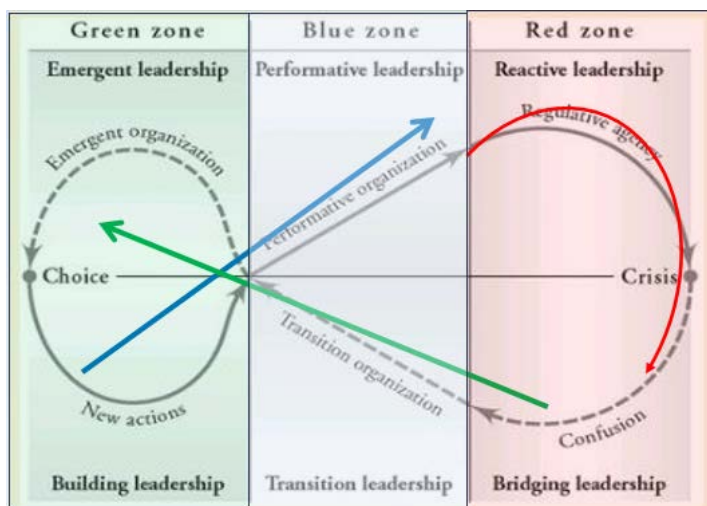 Green zone
Blue zone
Red zone
Emergent leadership
Performative leadership
Reactive leadership
Emergent organization
Performative organization
Regulative agency
Choice
Crisis
New actions
Transition organization
Confusion
Building leadership
Transition leadership
Bridging leadership